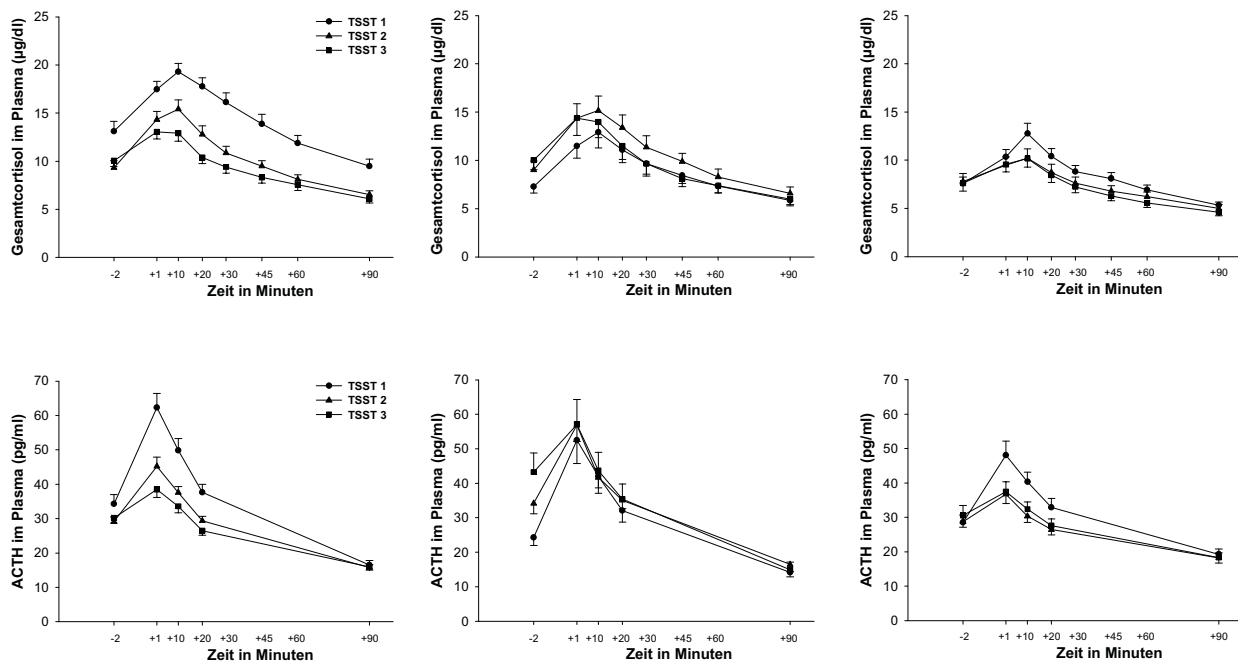 Gesamtcortisol im Plasma (µg/dl)
25
20
15
10
5
0
TSST 1
TSST 2
TSST 3
-2 +1 +10 +20 +30 +45 +60 +90
Zeit in Minuten
Gesamtcortisol im Plasma (µg/dl)
25
20
15
10
5
0
-2 +1 +10 +20 +30 +45 +60 +90
Zeit in Minuten
Gesamtcortisol im Plasma (µg/dl)
25
20
15
10
5
0
-2 +1 +10 +20 +30 +45 +60 +90
Zeit in Minuten
ACTH im Plasma (pg/ml)
70
60
50
40
30
20
10
0
TSST 1
TSST 2
TSST 3
-2 +1 +10 +20 +30 +45 +60 +90
Zeit in Minuten
ACTH im Plasma (pg/ml)
70
60
50
40
30
20
10
0
-2 +1 +10 +20 +30 +45 +60 +90
Zeit in Minuten
ACTH im Plasma (pg/ml)
70
60
50
40
30
20
10
0
-2 +1 +10 +20 +30 +45 +60 +90
Zeit in Minuten